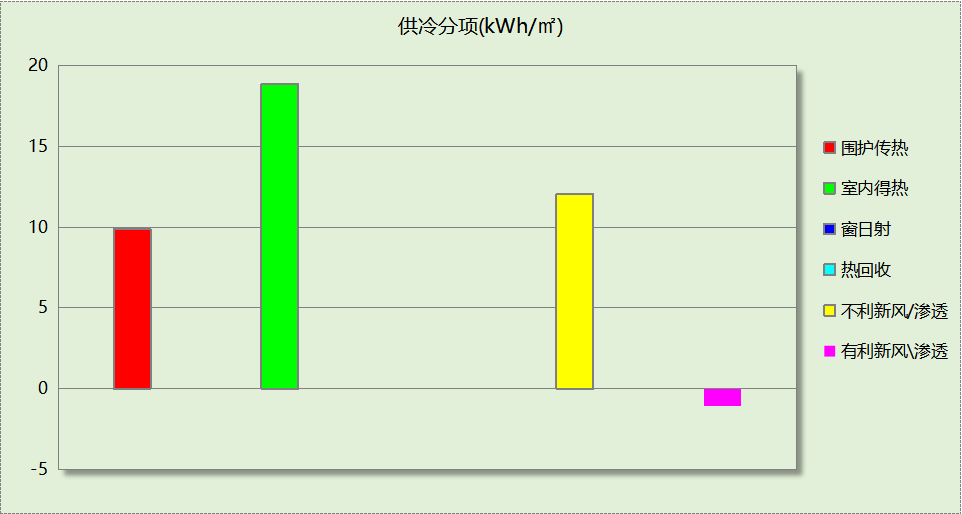 供冷分项(kWh/㎡)
20
15
10
5
0
-5
围护传热
室内得热
窗日射
热回收
不利新风/渗透
有利新风\渗透